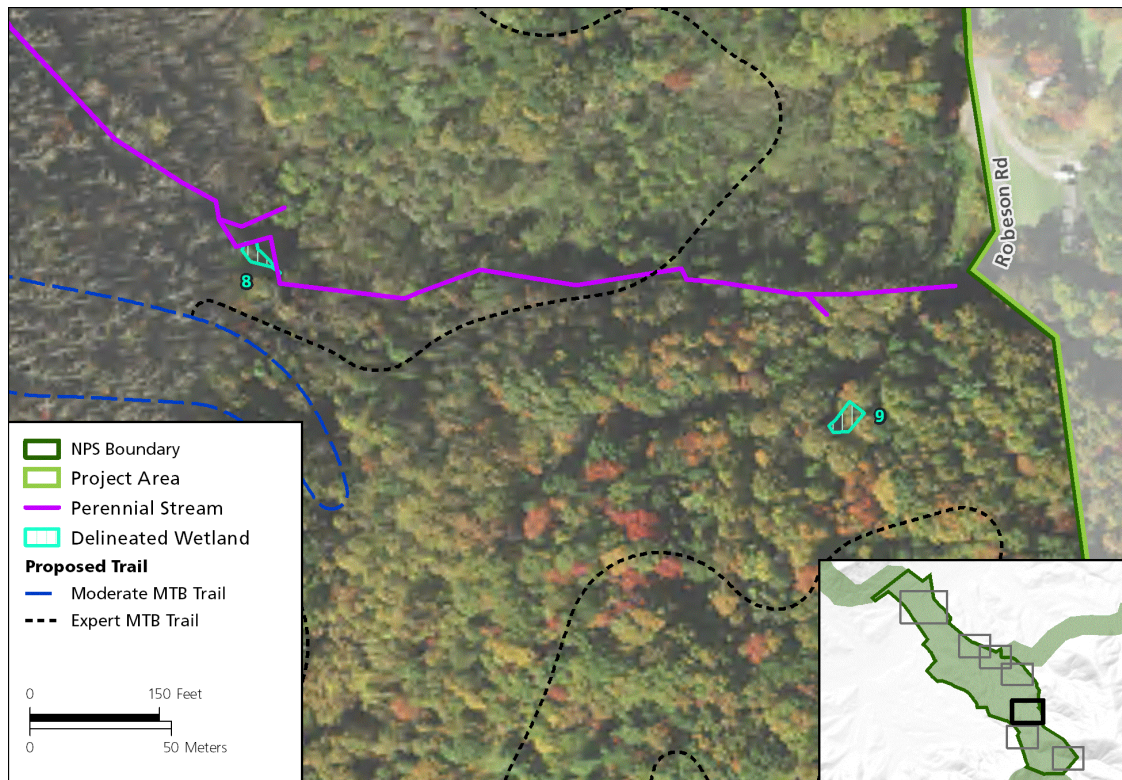 Robeson Rd
8
9
NPS Boundary
Project Area
Perennial Stream
Delineated Wetland
Proposed Trail
Moderate MTB Trail
Expert MTB Trail
0 150 Feet
0 50 Meters